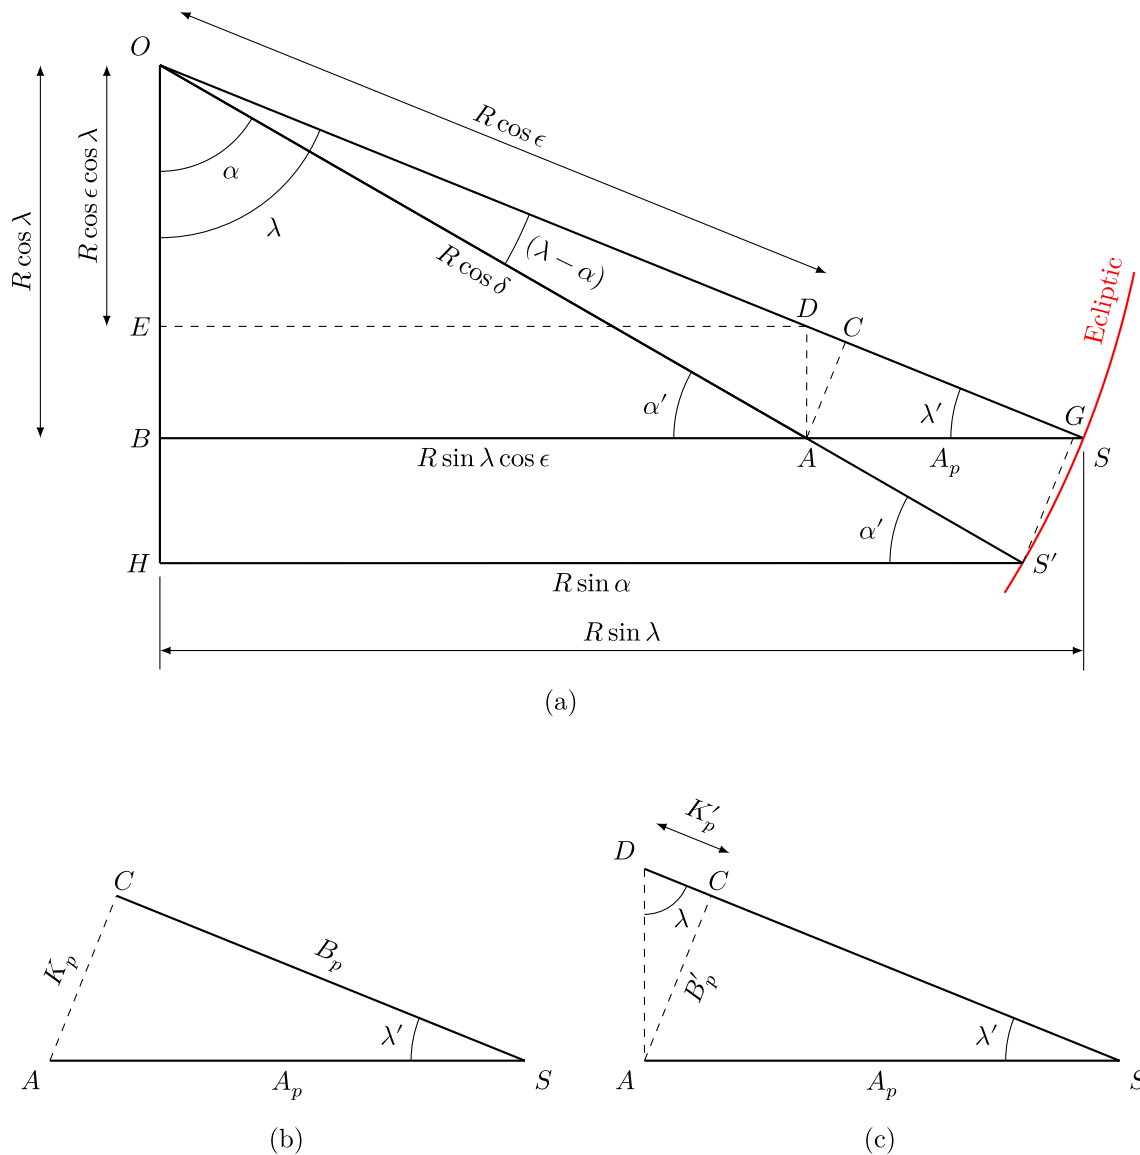 O
R cos ϵ
R cos λ
R cos ϵ cos λ
α
λ
(λ − α)
R cos δ
Ecliptic
E
D
C
α′
λ′
G
B
R sin λ cos ϵ
A
A_p
S
α′
H
S′
R sin α
R sin λ
(a)
K′_p
D
C
C
λ
B_p
K_p
B′_p
λ′
λ′
A
A_p
S
A
A_p
S
(b)
(c)